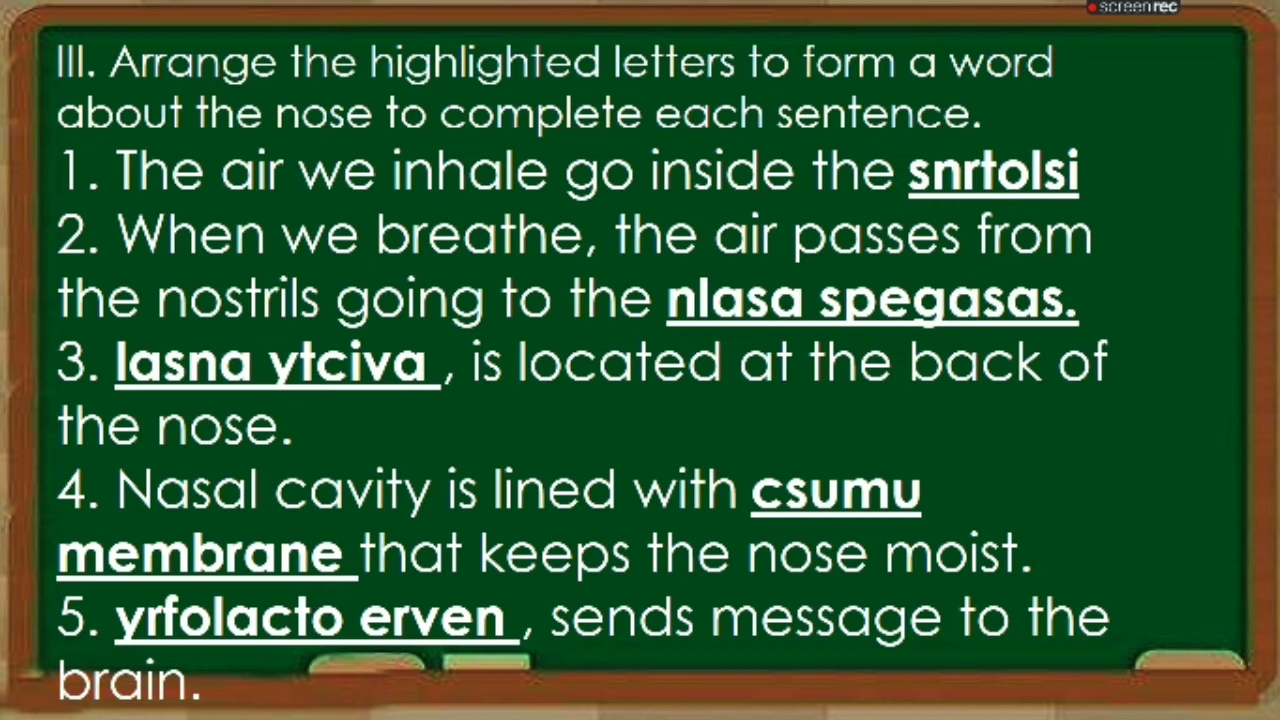 screenrec
III. Arrange the highlighted letters to form a word
about the nose to complete each sentence.
1. The air we inhale go inside the snrtolsi
2. When we breathe, the air passes from
the nostrils going to the nlasa spegasas.
3. lasna ytciva , is located at the back of
the nose.
4. Nasal cavity is lined with csumu
membrane that keeps the nose moist.
5. yrfolacto erven , sends message to the
brain.